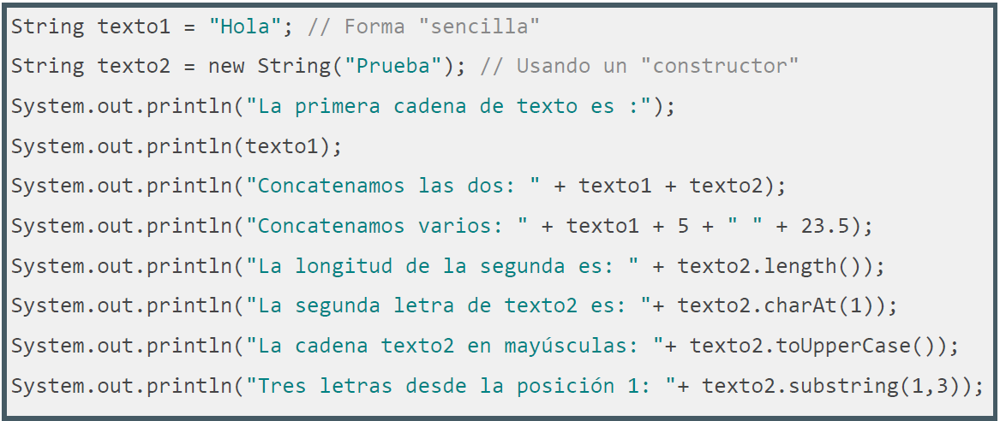 String texto1 = "Hola"; // Forma "sencilla"
String texto2 = new String("Prueba"); // Usando un "constructor"
System.out.println("La primera cadena de texto es :");
System.out.println(texto1);
System.out.println("Concatenamos las dos: " + texto1 + texto2);
System.out.println("Concatenamos varios: " + texto1 + 5 + " " + 23.5);
System.out.println("La longitud de la segunda es: " + texto2.length());
System.out.println("La segunda letra de texto2 es: "+ texto2.charAt(1));
System.out.println("La cadena texto2 en mayúsculas: "+ texto2.toUpperCase());
System.out.println("Tres letras desde la posición 1: "+ texto2.substring(1,3));